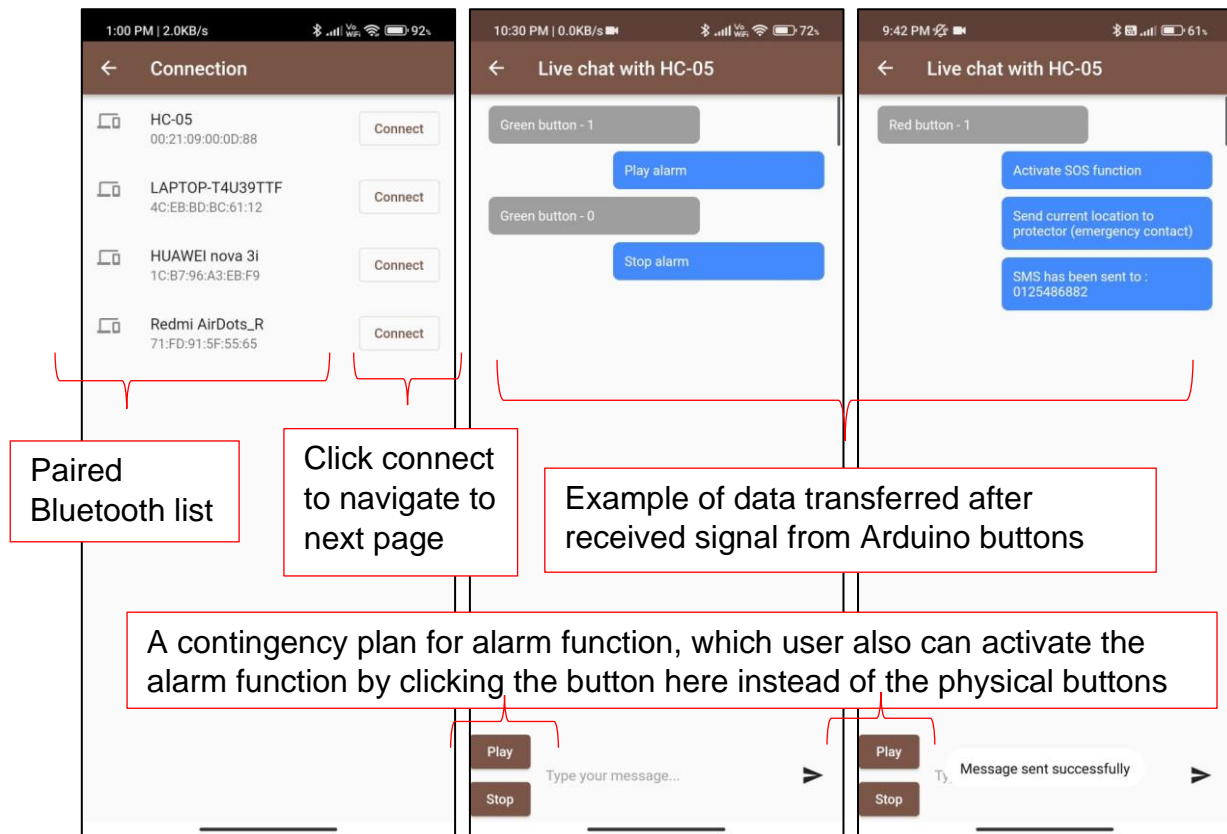 1:00 PM | 2.0KB/s
Vo
WiFi
92%
Connection
HC-05
00:21:09:00:0D:88
Connect
LAPTOP-T4U39TTF
4C:EB:BD:BC:61:12
Connect
HUAWEI nova 3i
1C:B7:96:A3:EB:F9
Connect
Redmi AirDots_R
71:FD:91:5F:55:65
Connect
10:30 PM | 0.0KB/s
Vo
WiFi
72%
Live chat with HC-05
Green button - 1
Play alarm
Green button - 0
Stop alarm
9:42 PM
61%
Live chat with HC-05
Red button - 1
Activate SOS function
Send current location to
protector (emergency contact)
SMS has been sent to :
0125486882
Paired
Bluetooth list
Click connect
to navigate to
next page
Example of data transferred after
received signal from Arduino buttons
A contingency plan for alarm function, which user also can activate the
alarm function by clicking the button here instead of the physical buttons
Play
Type your message...
Stop
Play
Ty
Message sent successfully
Stop